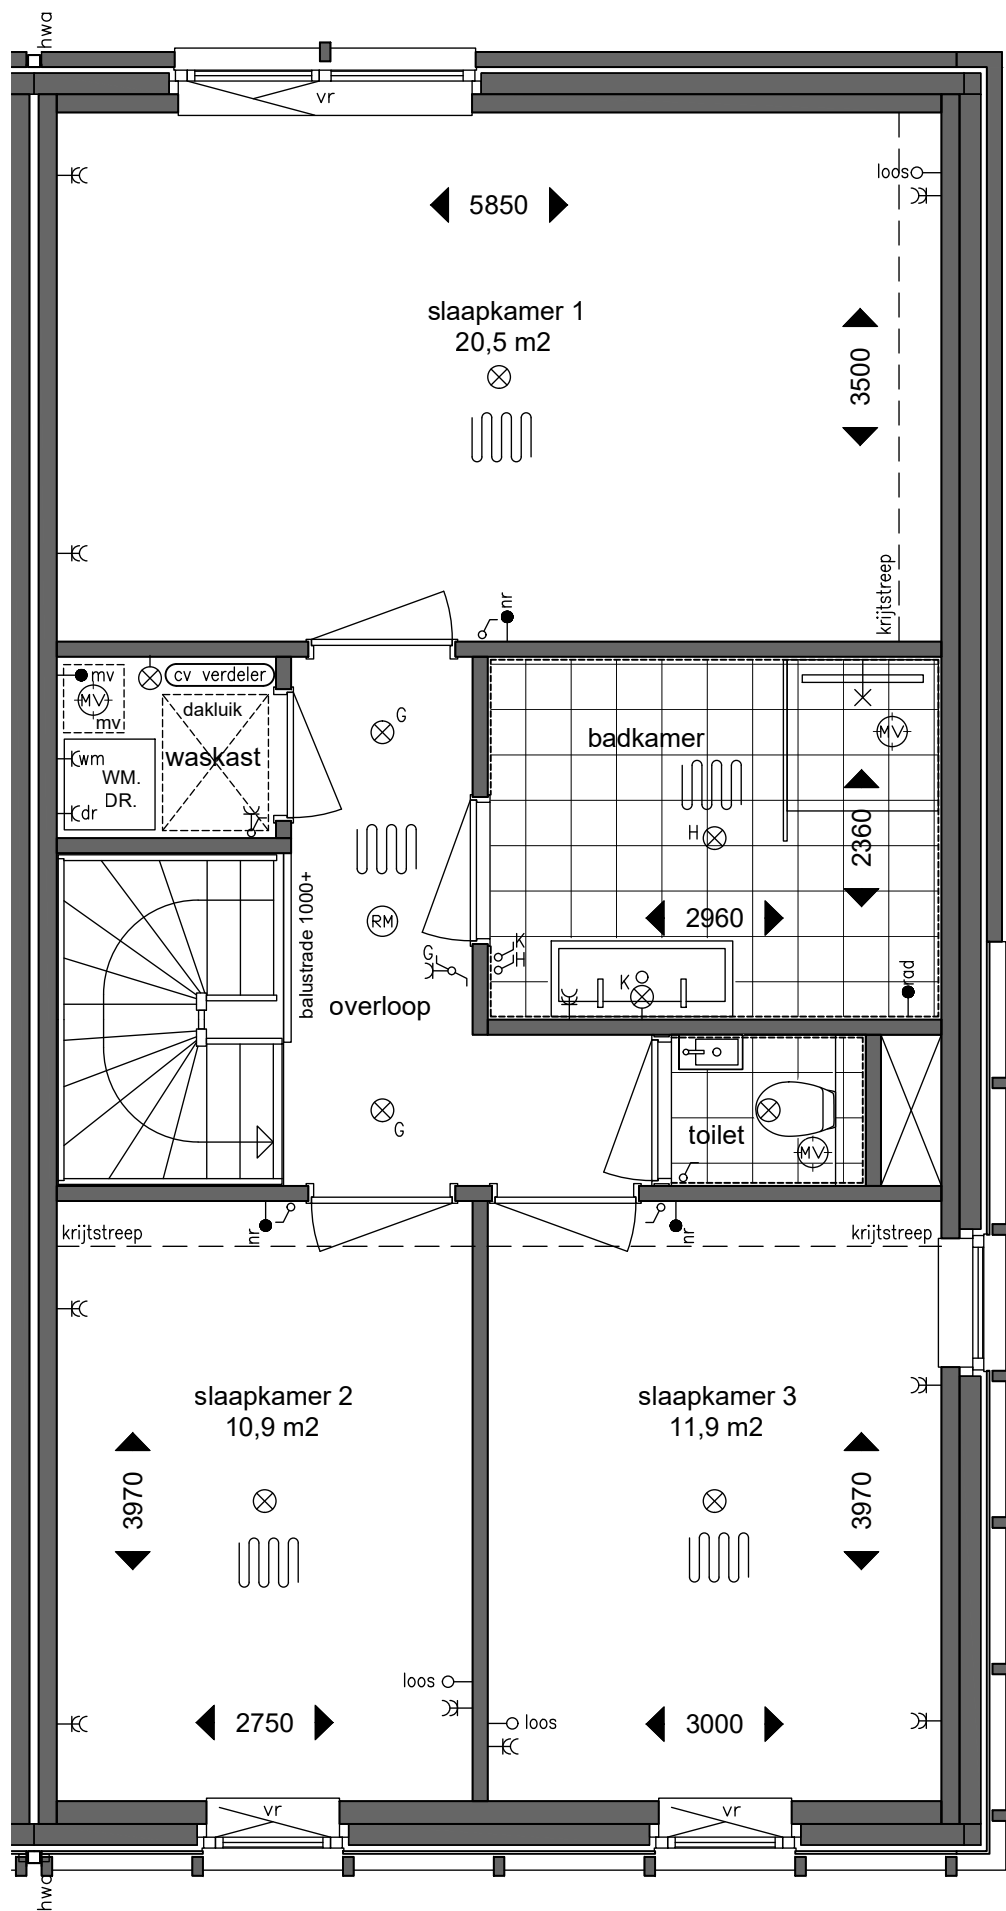 hwa
vr
loos
5850
slaapkamer 1
20,5 m2
3500
krijtstreep
nr
mv
cv verdeler
MV
mv
dakluik
G
badkamer
MV
wm
waskast
WM.
DR.
dr
H
2360
balustrade 1000+
RM
2960
G
K
H
K
rad
overloop
G
toilet
MV
nr
nr
krijtstreep
krijtstreep
slaapkamer 2
10,9 m2
slaapkamer 3
11,9 m2
3970
3970
loos
2750
loos
3000
vr
vr
hwa